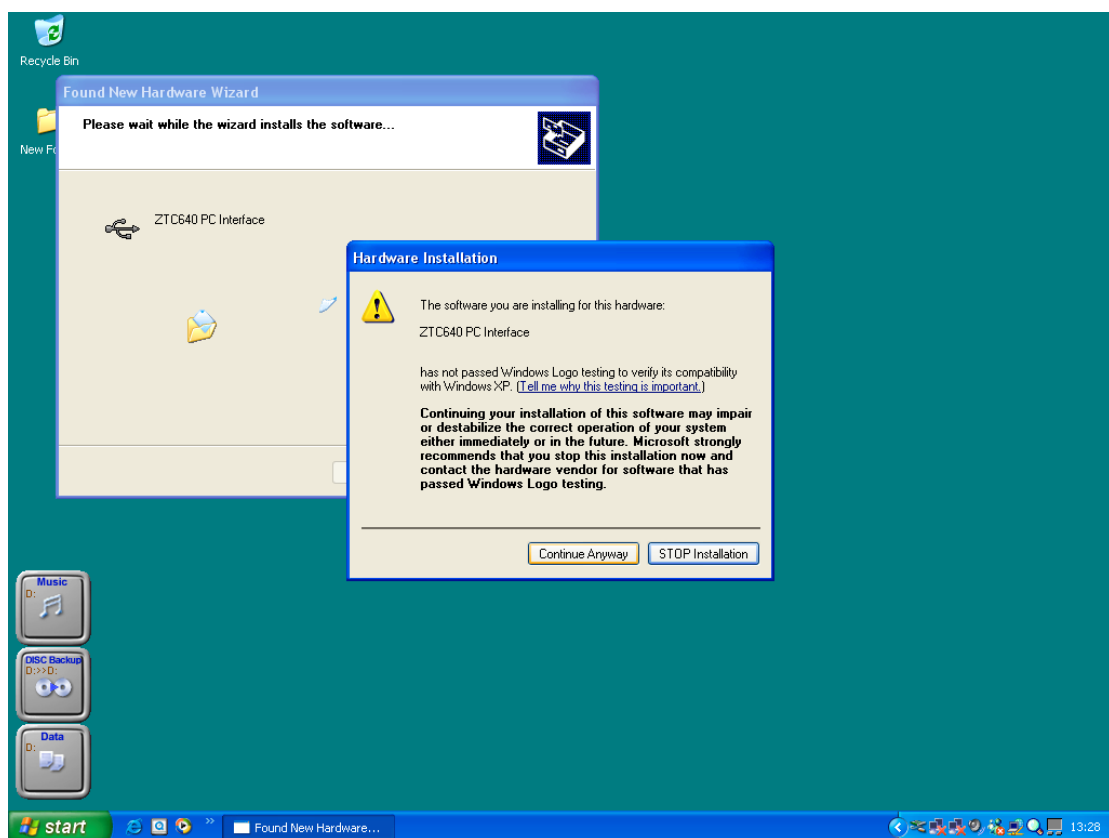 Recycle Bin
Found New Hardware Wizard
Please wait while the wizard installs the software...
New Fo
ZTC640 PC Interface
Hardware Installation
The software you are installing for this hardware:
ZTC640 PC Interface
has not passed Windows Logo testing to verify its compatibility
with Windows XP. (Tell me why this testing is important.)
Continuing your installation of this software may impair
or destabilize the correct operation of your system
either immediately or in the future. Microsoft strongly
recommends that you stop this installation now and
contact the hardware vendor for software that has
passed Windows Logo testing.
Continue Anyway
STOP Installation
Music
D:
DISC Backup
D:>>D:
Data
D:
start
Found New Hardware...
13:28